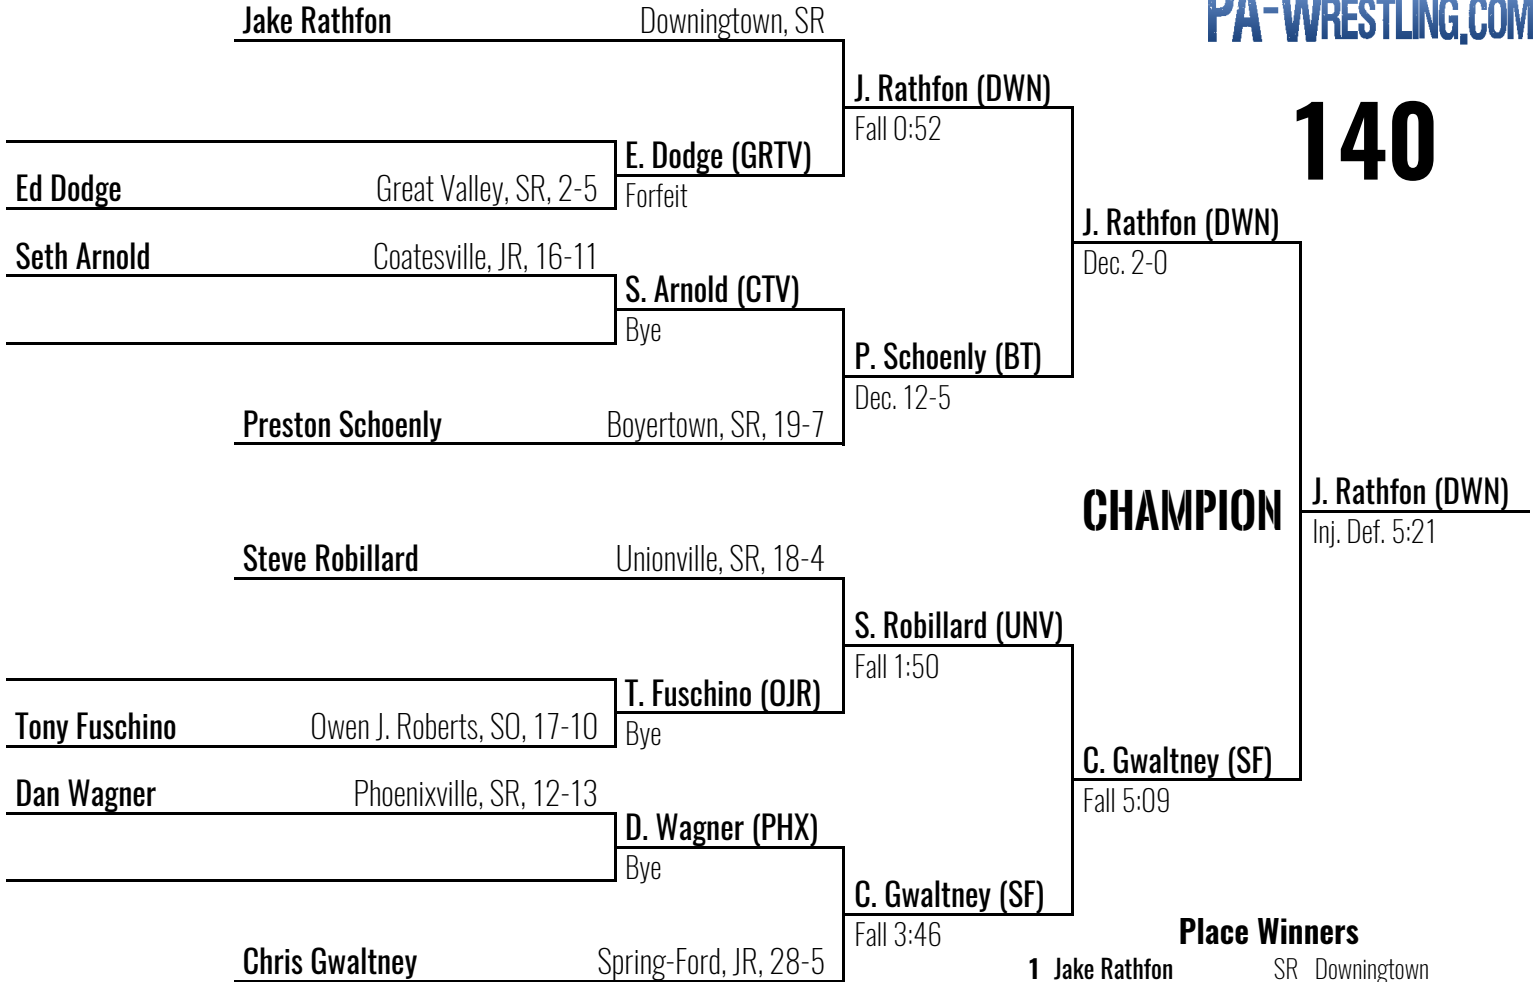 PA-WRESTLING.COM
140
Jake Rathfon Downingtown, SR
J. Rathfon (DWN)
Fall 0:52
E. Dodge (GRTV)
Forfeit
Ed Dodge Great Valley, SR, 2-5
J. Rathfon (DWN)
Dec. 2-0
Seth Arnold Coatesville, JR, 16-11
S. Arnold (CTV)
Bye
P. Schoenly (BT)
Dec. 12-5
Preston Schoenly Boyertown, SR, 19-7
CHAMPION
J. Rathfon (DWN)
Inj. Def. 5:21
Steve Robillard Unionville, SR, 18-4
S. Robillard (UNV)
Fall 1:50
T. Fuschino (OJR)
Bye
Tony Fuschino Owen J. Roberts, SO, 17-10
C. Gwaltney (SF)
Fall 5:09
Dan Wagner Phoenixville, SR, 12-13
D. Wagner (PHX)
Bye
C. Gwaltney (SF)
Fall 3:46
Chris Gwaltney Spring-Ford, JR, 28-5
Place Winners
1 Jake Rathfon SR Downingtown